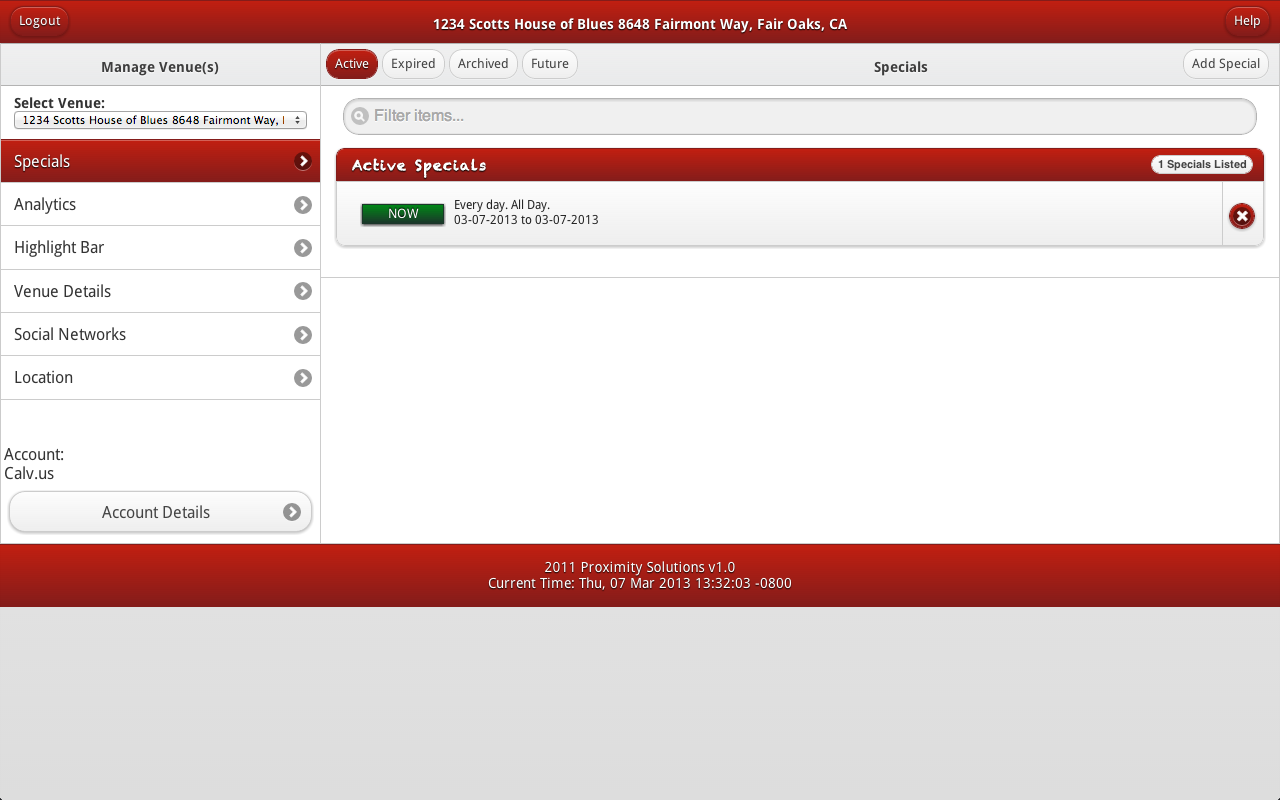 Logout
1234 Scotts House of Blues 8648 Fairmont Way, Fair Oaks, CA
Help
Manage Venue(s)
Active
Expired
Archived
Future
Specials
Add Special
Select Venue:
1234 Scotts House of Blues 8648 Fairmont Way,
Filter items...
Specials
Analytics
Highlight Bar
Venue Details
Social Networks
Location
Active Specials
1 Specials Listed
NOW
Every day. All Day.
03-07-2013 to 03-07-2013
Account:
Calv.us
Account Details
2011 Proximity Solutions v1.0
Current Time: Thu, 07 Mar 2013 13:32:03 -0800